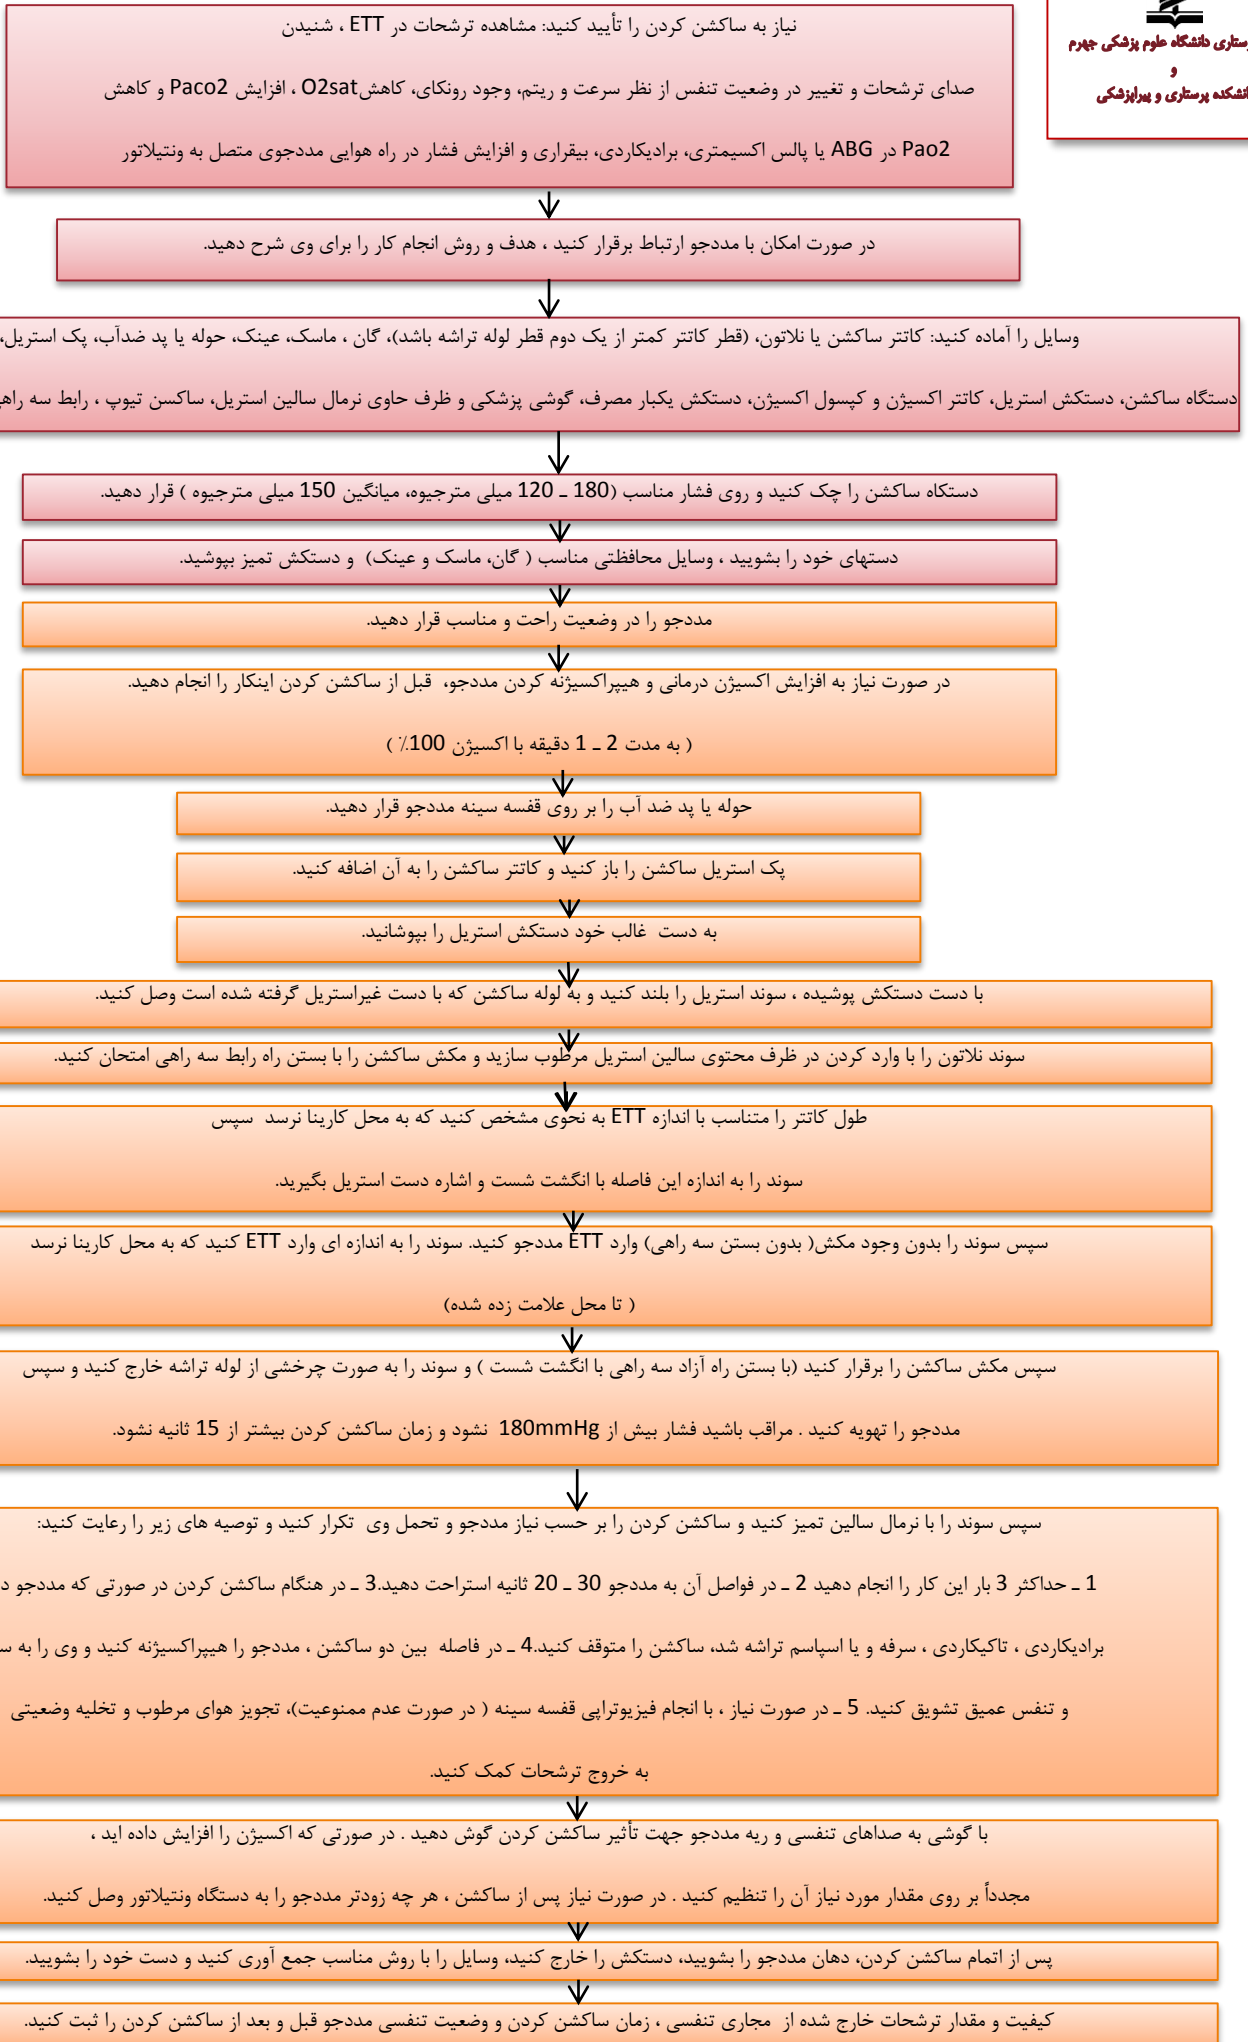 دانشگاه علوم پزشکی جهرم
و
پرستاری و پیراپزشکی
نیاز به ساکشن کردن را تأیید کنید: مشاهده ترشحات در ETT ، شنیدن
صدای ترشحات و تغییر در وضعیت تنفس از نظر سرعت و ریتم، وجود رونکای، کاهشO2sat ، افزایش Paco2 و کاهش
Pao2 در ABG یا پالس اکسیمتری، برادیکاردی، بیقراری و افزایش فشار در راه هوایی مددجوی متصل به ونتیلاتور
در صورت امکان با مددجو ارتباط برقرار کنید ، هدف و روش انجام کار را برای وی شرح دهید.
وسایل را آماده کنید: کاتتر ساکشن یا نلاتون، (قطر کاتتر کمتر از یک دوم قطر لوله تراشه باشد)، گان ، ماسک، عینک، حوله یا پد ضدآب، پک استریل،
دستگاه ساکشن، دستکش استریل، کاتتر اکسیژن و کپسول اکسیژن، دستکش یکبار مصرف، گوشی پزشکی و ظرف حاوی نرمال سالین استریل، ساکسن تیوپ ، رابط سه
دستکاه ساکشن را چک کنید و روی فشار مناسب (180 ـ 120 میلی مترجیوه، میانگین 150 میلی مترجیوه ) قرار دهید.
دستهای خود را بشویید ، وسایل محافظتی مناسب ( گان، ماسک و عینک) و دستکش تمیز بپوشید.
مددجو را در وضعیت راحت و مناسب قرار دهید.
در صورت نیاز به افزایش اکسیژن درمانی و هیپراکسیژنه کردن مددجو، قبل از ساکشن کردن اینکار را انجام دهید.
( به مدت 2 ـ 1 دقیقه با اکسیژن 100٪ )
حوله یا پد ضد آب را بر روی قفسه سینه مددجو قرار دهید.
پک استریل ساکشن را باز کنید و کاتتر ساکشن را به آن اضافه کنید.
به دست غالب خود دستکش استریل را بپوشانید.
با دست دستکش پوشیده ، سوند استریل را بلند کنید و به لوله ساکشن که با دست غیراستریل گرفته شده است وصل کنید.
سوند نلاتون را با وارد کردن در ظرف محتوی سالین استریل مرطوب سازید و مکش ساکشن را با بستن راه رابط سه راهی امتحان کنید.
طول کاتتر را متناسب با اندازه ETT به نحوی مشخص کنید که به محل کارینا نرسد سپس
سوند را به اندازه این فاصله با انگشت شست و اشاره دست استریل بگیرید.
سپس سوند را بدون وجود مکش( بدون بستن سه راهی) وارد ETT مددجو کنید. سوند را به اندازه ای وارد ETT کنید که به محل کارینا نرسد
( تا محل علامت زده شده)
سپس مکش ساکشن را برقرار کنید (با بستن راه آزاد سه راهی با انگشت شست ) و سوند را به صورت چرخشی از لوله تراشه خارج کنید و سپس
مددجو را تهویه کنید . مراقب باشید فشار بیش از 180mmHg نشود و زمان ساکشن کردن بیشتر از 15 ثانیه نشود.
سپس سوند را با نرمال سالین تمیز کنید و ساکشن کردن را بر حسب نیاز مددجو و تحمل وی تکرار کنید و توصیه های زیر را رعایت کنید:
1 ـ حداکثر 3 بار این کار را انجام دهید 2 ـ در فواصل آن به مددجو 30 ـ 20 ثانیه استراحت دهید.3 ـ در هنگام ساکشن کردن در صورتی که مددجو
برادیکاردی ، تاکیکاردی ، سرفه و یا اسپاسم تراشه شد، ساکشن را متوقف کنید.4 ـ در فاصله بین دو ساکشن ، مددجو را هیپراکسیژنه کنید و وی را به
و تنفس عمیق تشویق کنید. 5 ـ در صورت نیاز ، با انجام فیزیوتراپی قفسه سینه ( در صورت عدم ممنوعیت)، تجویز هوای مرطوب و تخلیه وضعیتی
به خروج ترشحات کمک کنید.
با گوشی به صداهای تنفسی و ریه مددجو جهت تأثیر ساکشن کردن گوش دهید . در صورتی که اکسیژن را افزایش داده اید ،
مجدداً بر روی مقدار مورد نیاز آن را تنظیم کنید . در صورت نیاز پس از ساکشن ، هر چه زودتر مددجو را به دستگاه ونتیلاتور وصل کنید.
پس از اتمام ساکشن کردن، دهان مددجو را بشویید، دستکش را خارج کنید، وسایل را با روش مناسب جمع آوری کنید و دست خود را بشویید.
کیفیت و مقدار ترشحات خارج شده از مجاری تنفسی ، زمان ساکشن کردن و وضعیت تنفسی مددجو قبل و بعد از ساکشن کردن را ثبت کنید.